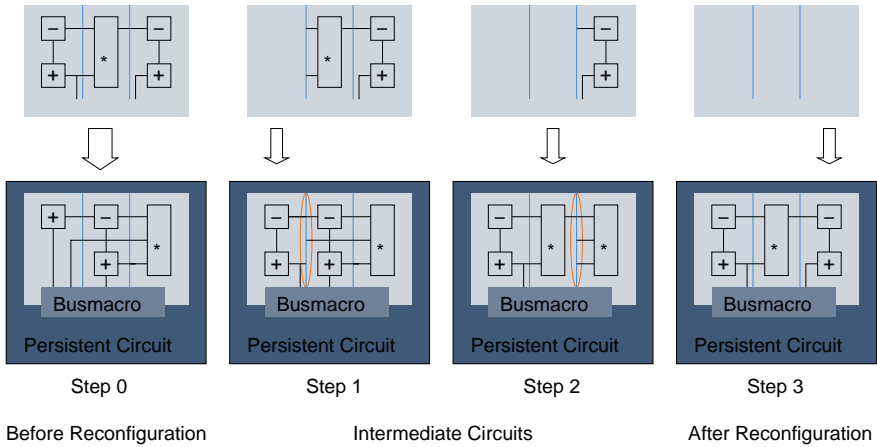 − − − −
* * *
+ + + +
+ − − − − − − −
* * * * *
+ + + + + + +
Busmacro Busmacro Busmacro Busmacro
Persistent Circuit Persistent Circuit Persistent Circuit Persistent Circuit
Step 0 Step 1 Step 2 Step 3
Before Reconfiguration Intermediate Circuits After Reconfiguration